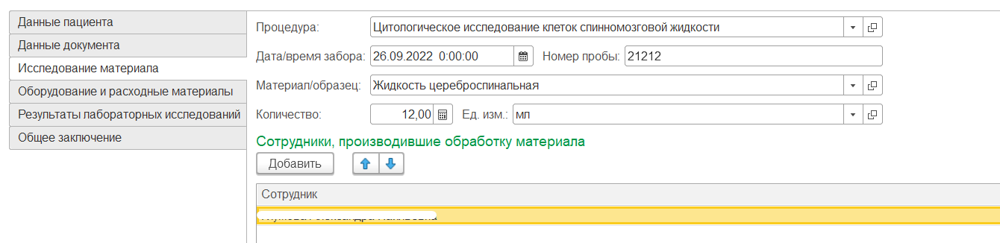 Данные пациента
Данные документа
Исследование материала
Оборудование и расходные материалы
Результаты лабораторных исследований
Общее заключение
Процедура: Цитологическое исследование клеток спинномозговой жидкости
Дата/время забора: 26.09.2022 0:00:00 Номер пробы: 21212
Материал/образец: Жидкость цереброспинальная
Количество: 12,00 Ед. изм.: мл
Сотрудники, производившие обработку материала
Добавить
Сотрудник